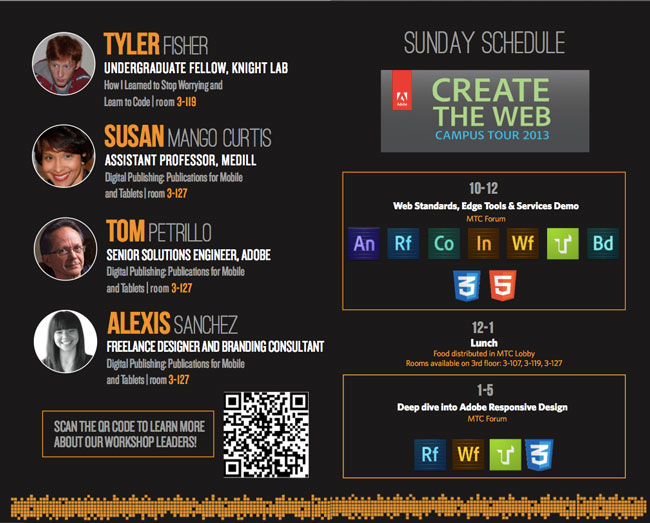 TYLER FISHER
UNDERGRADUATE FELLOW, KNIGHT LAB
How I Learned to Stop Worrying and
Learn to Code | room 3-119
SUSAN MANGO CURTIS
ASSISTANT PROFESSOR, MEDILL
Digital Publishing: Publications for Mobile
and Tablets | room 3-127
TOM PETRILLO
SENIOR SOLUTIONS ENGINEER, ADOBE
Digital Publishing: Publications for Mobile
and Tablets | room 3-127
ALEXIS SANCHEZ
FREELANCE DESIGNER AND BRANDING CONSULTANT
Digital Publishing: Publications for Mobile
and Tablets | room 3-127
SCAN THE QR CODE TO LEARN MORE
ABOUT OUR WORKSHOP LEADERS!
SUNDAY SCHEDULE
Adobe
CREATE
THE WEB
CAMPUS TOUR 2013
10-12
Web Standards, Edge Tools & Services Demo
MTC Forum
An Rf Co In Wf T Bd
3 5
12-1
Lunch
Food distributed in MTC Lobby
Rooms available on 3rd floor: 3-107, 3-119, 3-127
1-5
Deep dive into Adobe Responsive Design
MTC Forum
Rf Wf T 3